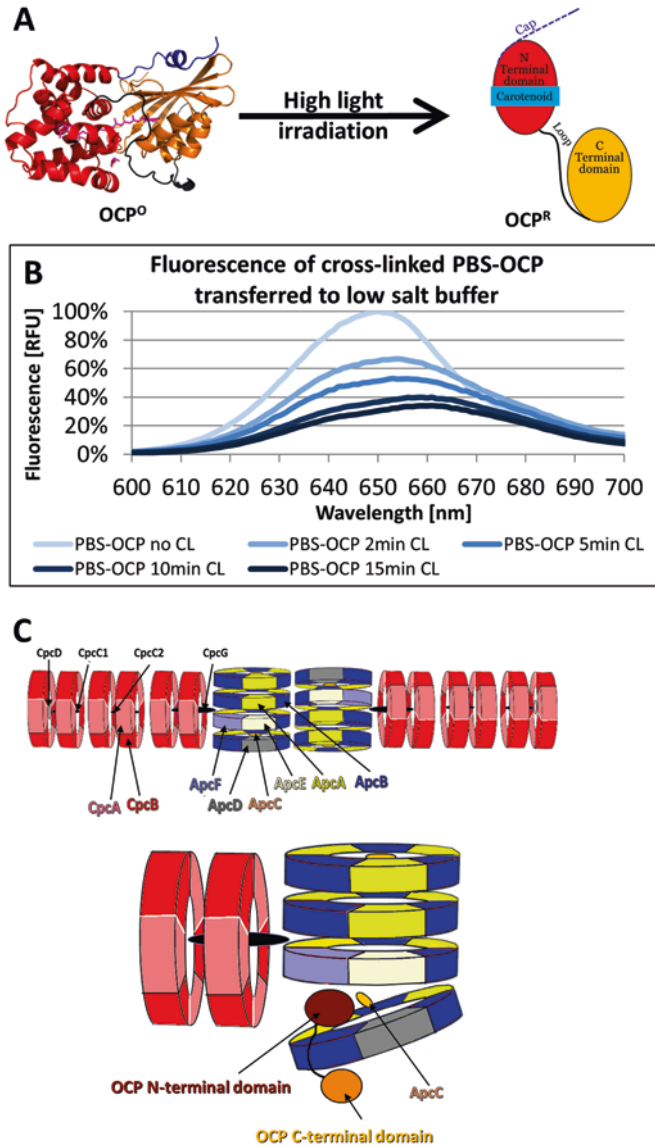 A
OCP^O
High light
irradiation
Cap
N
Terminal
domain
Carotenoid
Loop
C
Terminal
domain
OCP^R
B
Fluorescence of cross-linked PBS-OCP
transferred to low salt buffer
Fluorescence [RFU]
100%
80%
60%
40%
20%
0%
600 610 620 630 640 650 660 670 680 690 700
Wavelength [nm]
PBS-OCP no CL PBS-OCP 2min CL PBS-OCP 5min CL
PBS-OCP 10min CL PBS-OCP 15min CL
C
CpcD CpcC1 CpcC2 CpcG
CpcA CpcB
ApcF ApcE ApcA ApcB
ApcD ApcC
OCP N-terminal domain
ApcC
OCP C-terminal domain